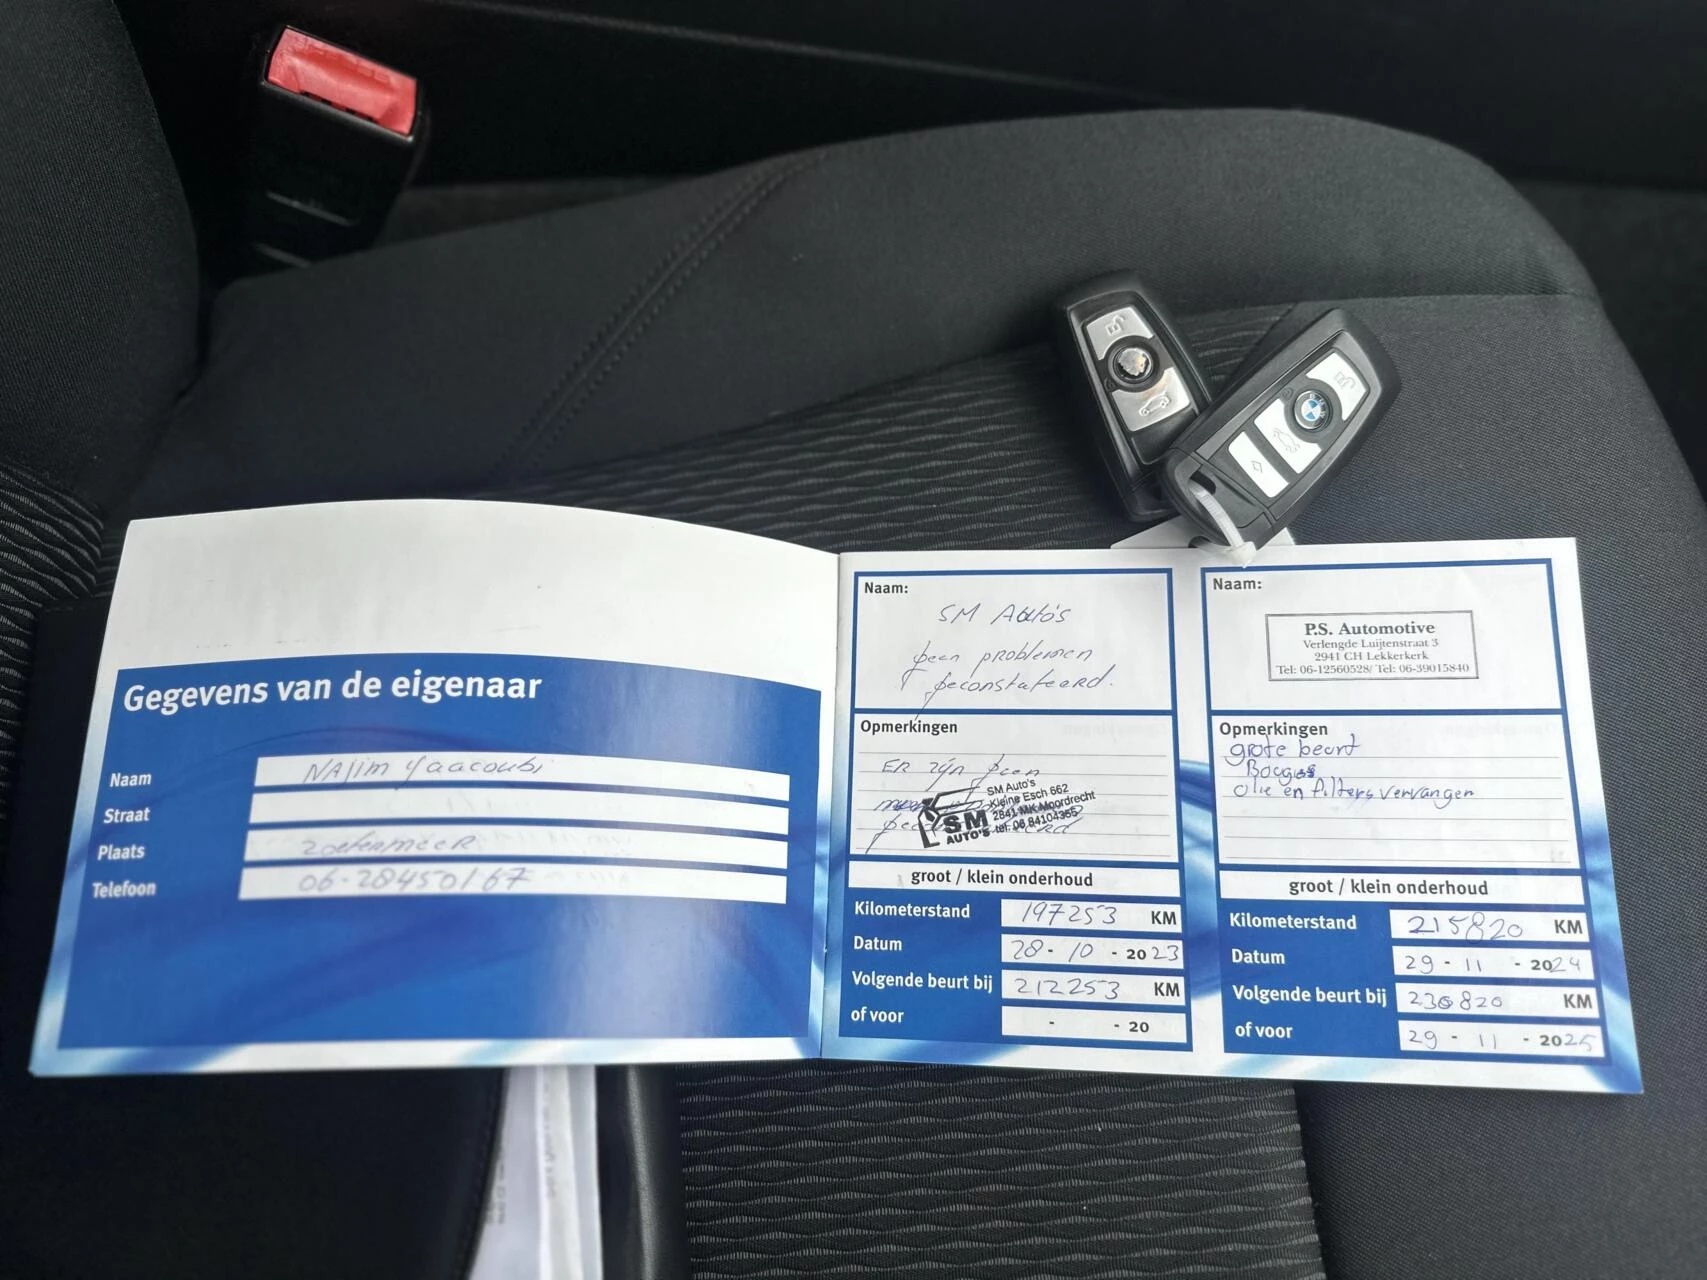 Gegevens van de eigenaar
Naam Najim Yaacoubi
Straat
Plaats Zoetermeer
Telefoon 06-28450167
Naam:
SM Auto's
geen problemen
geconstateerd.
Opmerkingen
Er zijn geen
SM Auto's
Kleine Esch 662
2841 MK Moordrecht
tel: 06 84104365
SM
AUTO'S
groot / klein onderhoud
Kilometerstand 197253 KM
Datum 28 - 10 - 2023
Volgende beurt bij 212253 KM
of voor - - 20
Naam:
P.S. Automotive
Verlengde Luijtenstraat 3
2941 CH Lekkerkerk
Tel: 06-12560528/ Tel: 06-39015840
Opmerkingen
grote beurt
Bougies
olie en filters vervangen
groot / klein onderhoud
Kilometerstand 215820 KM
Datum 29 - 11 - 2024
Volgende beurt bij 230820 KM
of voor 29 - 11 - 2025